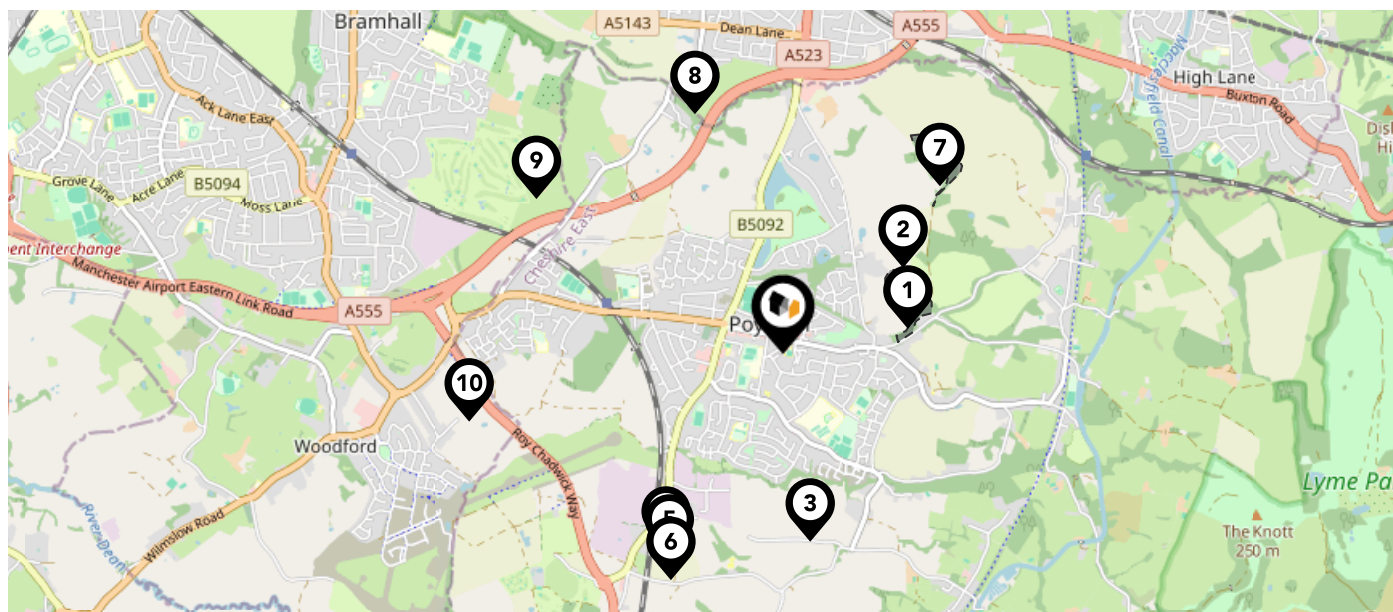 Bramhall
A5143
Dean Lane
A523
A555
High Lane
Buxton Road
Macclesfield Canal
8
Ack Lane East
9
7
Grove Lane
Acre Lane
B5094
Moss Lane
B5092
2
Cheshire East
ent Interchange
Manchester Airport Eastern Link Road
A555
1
Poy
10
Woodford
Roy Chadwick Way
3
Lyme Pa
5
6
The Knott
250 m
River Dean
Wilmslow Road